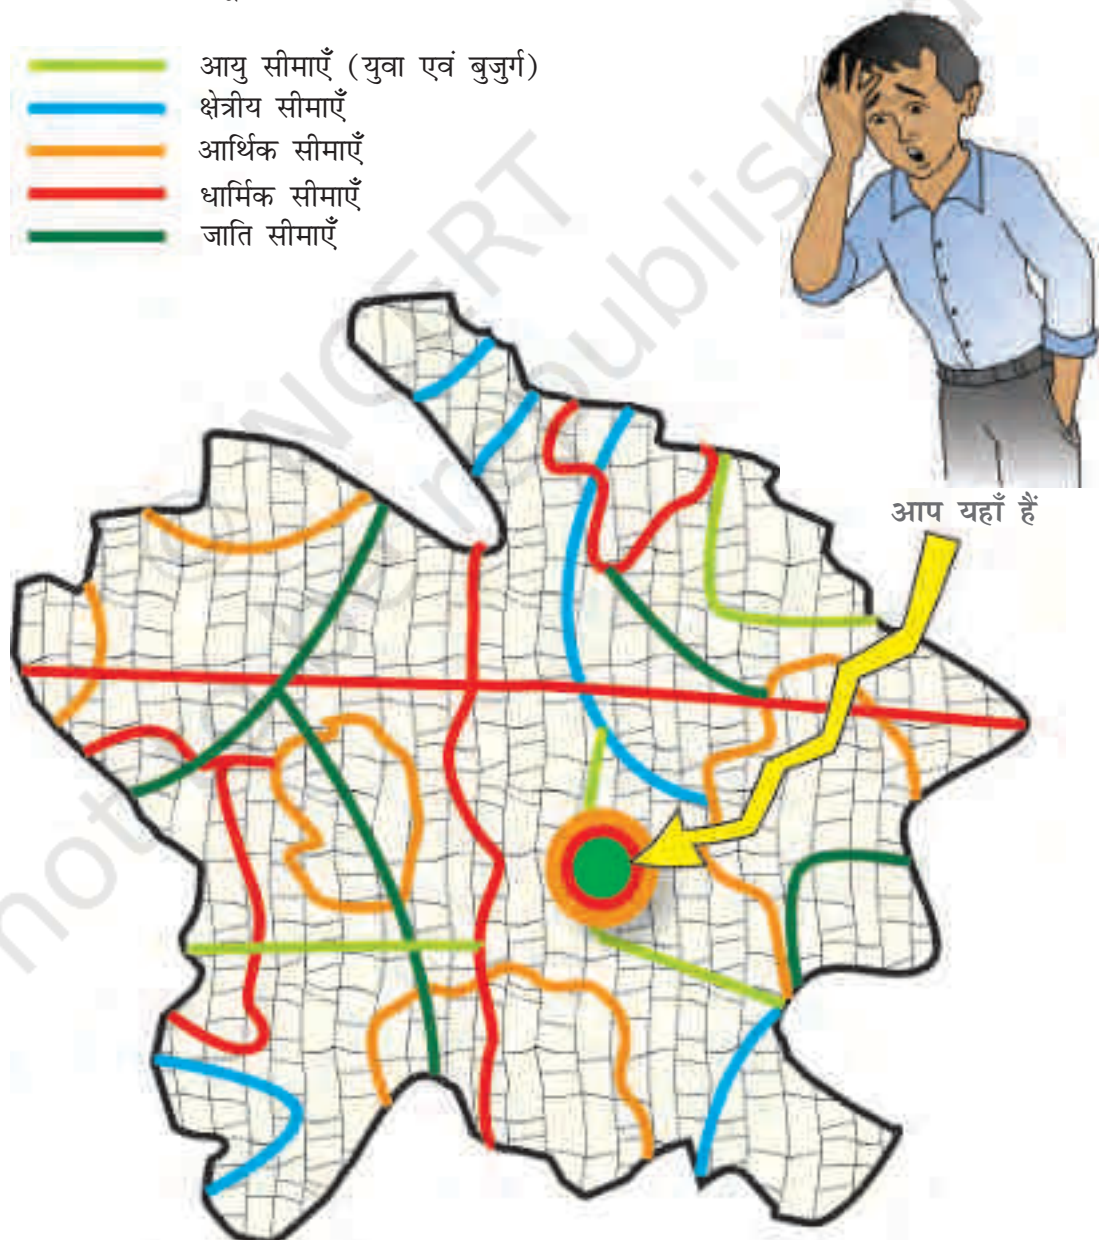 आयु सीमाएँ (युवा एवं बुजुर्ग)
क्षेत्रीय सीमाएँ
आर्थिक सीमाएँ
धार्मिक सीमाएँ
जाति सीमाएँ
आप यहाँ हैं